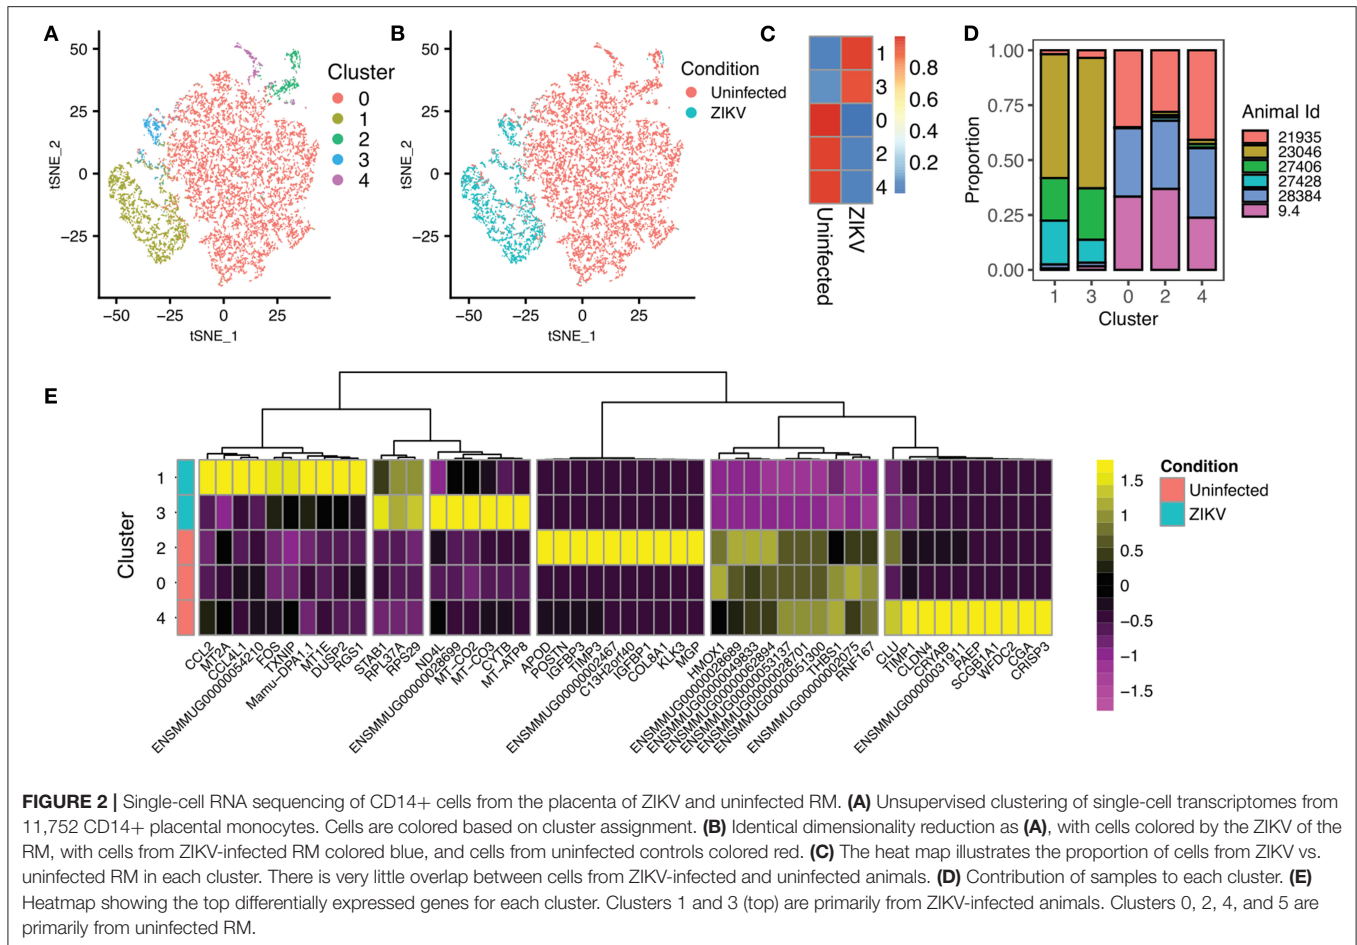 A
50
25
0
−25
tSNE_2
−50
−25
0
25
tSNE_1
Cluster
0
1
2
3
4
B
50
25
0
−25
tSNE_2
−50
−25
0
25
tSNE_1
Condition
Uninfected
ZIKV
C
1
3
0
2
4
Uninfected
ZIKV
0.8
0.6
0.4
0.2
D
1.00
0.75
0.50
0.25
0.00
Proportion
1 3 0 2 4
Cluster
Animal Id
21935
23046
27406
27428
28384
9.4
E
Cluster
1
3
2
0
4
CCL2
MT2A
CCL4L1
ENSMMUG00000054210
FOS
TXNIP
Mamu−DPA1.1
MT1E
DUSP2
RGS1
STAB1
RPL37A
RPS29
ND4L
ENSMMUG00000028699
MT−CO2
MT−CO3
CYTB
MT−ATP8
APOD
POSTN
IGFBP3
TIMP3
ENSMMUG00000002467
C13H2orf40
IGFBP1
COL8A1
KLK3
MGP
HMOX1
ENSMMUG00000028689
ENSMMUG00000049933
ENSMMUG00000062694
ENSMMUG00000053137
ENSMMUG00000028701
ENSMMUG00000051300
THBS1
ENSMMUG00000002075
RNF167
CLU
TIMP1
CLDN4
CRYAB
ENSMMUG00000031911
PAEP
SCGB1A1
WFDC2
CGA
CRISP3
1.5
1
0.5
0
−0.5
−1
−1.5
Condition
Uninfected
ZIKV
FIGURE 2 | Single-cell RNA sequencing of CD14+ cells from the placenta of ZIKV and uninfected RM. (A) Unsupervised clustering of single-cell transcriptomes from
11,752 CD14+ placental monocytes. Cells are colored based on cluster assignment. (B) Identical dimensionality reduction as (A), with cells colored by the ZIKV of the
RM, with cells from ZIKV-infected RM colored blue, and cells from uninfected controls colored red. (C) The heat map illustrates the proportion of cells from ZIKV vs.
uninfected RM in each cluster. There is very little overlap between cells from ZIKV-infected and uninfected animals. (D) Contribution of samples to each cluster. (E)
Heatmap showing the top differentially expressed genes for each cluster. Clusters 1 and 3 (top) are primarily from ZIKV-infected animals. Clusters 0, 2, 4, and 5 are
primarily from uninfected RM.